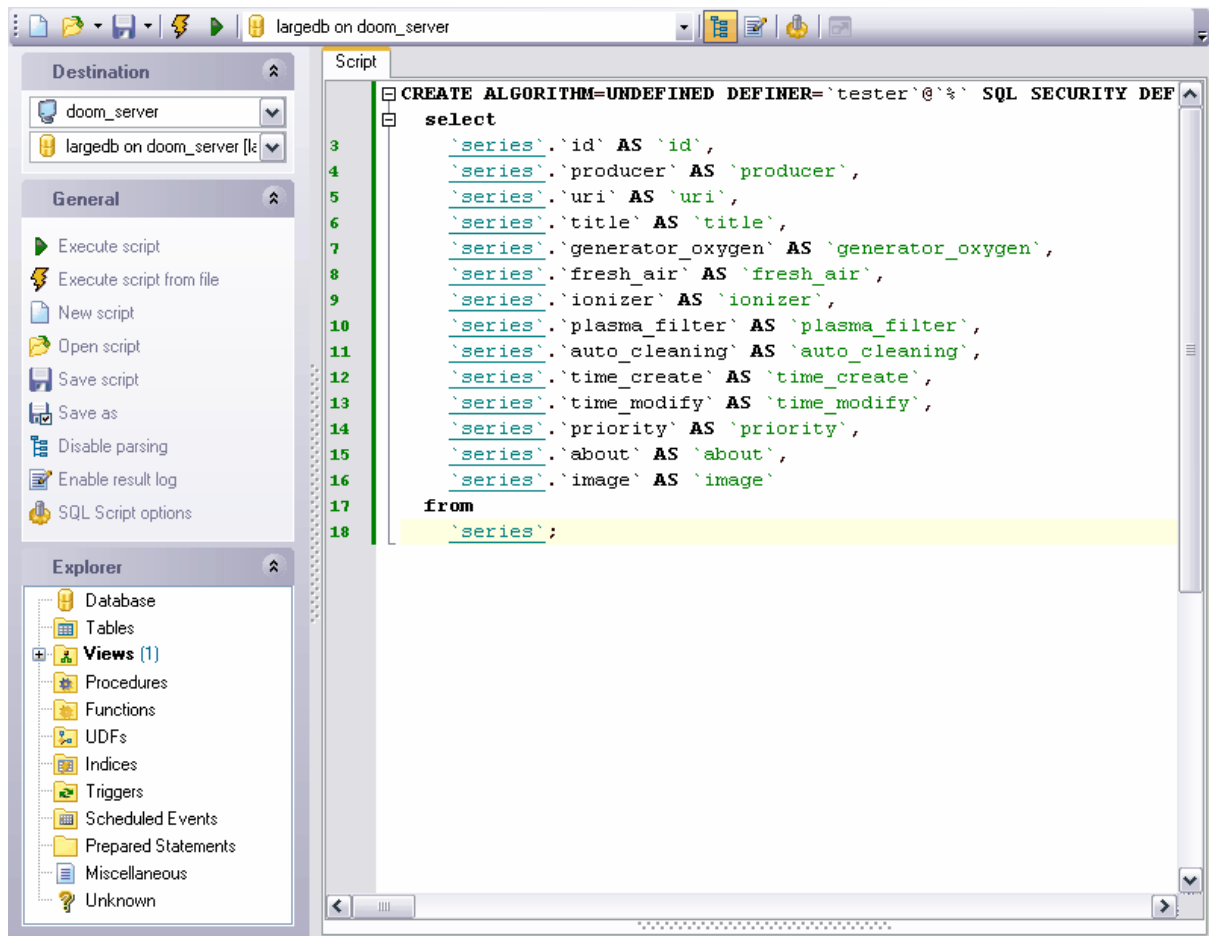 largedb on doom_server
Destination
doom_server
largedb on doom_server [la
General
Execute script
Execute script from file
New script
Open script
Save script
Save as
Disable parsing
Enable result log
SQL Script options
Explorer
Database
Tables
Views (1)
Procedures
Functions
UDFs
Indices
Triggers
Scheduled Events
Prepared Statements
Miscellaneous
Unknown
Script
CREATE ALGORITHM=UNDEFINED DEFINER=`tester`@`%` SQL SECURITY DEF
select
3 `series`.`id` AS `id`,
4 `series`.`producer` AS `producer`,
5 `series`.`uri` AS `uri`,
6 `series`.`title` AS `title`,
7 `series`.`generator_oxygen` AS `generator_oxygen`,
8 `series`.`fresh_air` AS `fresh_air`,
9 `series`.`ionizer` AS `ionizer`,
10 `series`.`plasma_filter` AS `plasma_filter`,
11 `series`.`auto_cleaning` AS `auto_cleaning`,
12 `series`.`time_create` AS `time_create`,
13 `series`.`time_modify` AS `time_modify`,
14 `series`.`priority` AS `priority`,
15 `series`.`about` AS `about`,
16 `series`.`image` AS `image`
17 from
18 `series`;